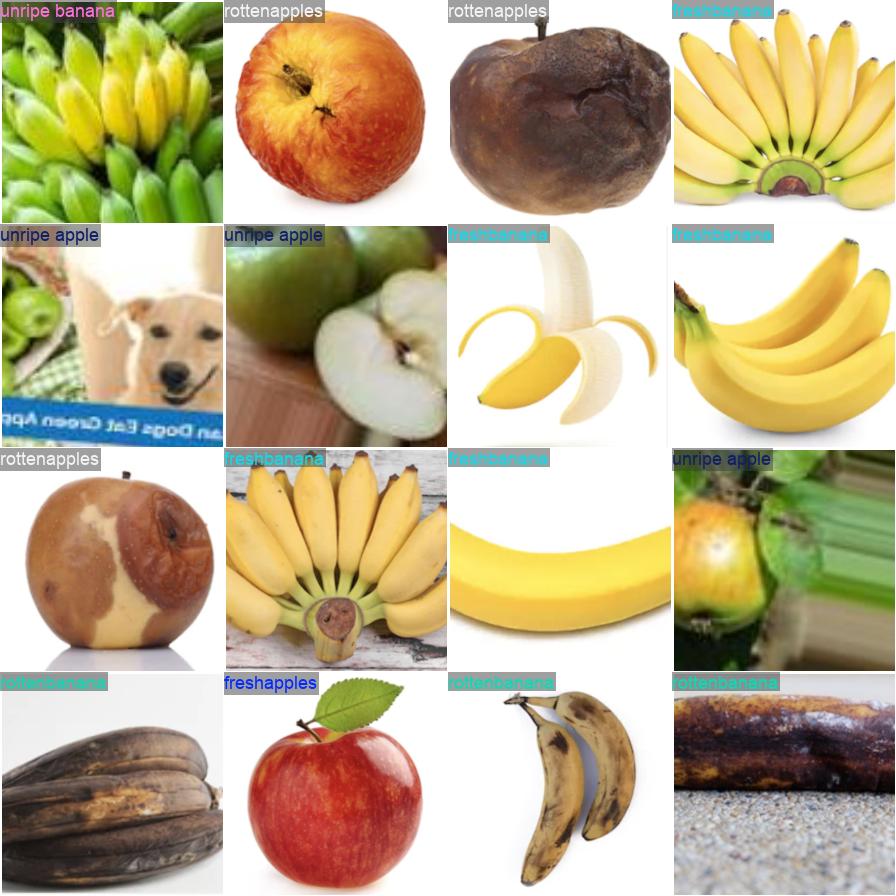 unripe banana
rottenapples
rottenapples
freshbanana
unripe apple
unripe apple
freshbanana
freshbanana
an Dogs Eat Green App
rottenapples
freshbanana
freshbanana
unripe apple
rottenbanana
freshapples
rottenbanana
rottenbanana